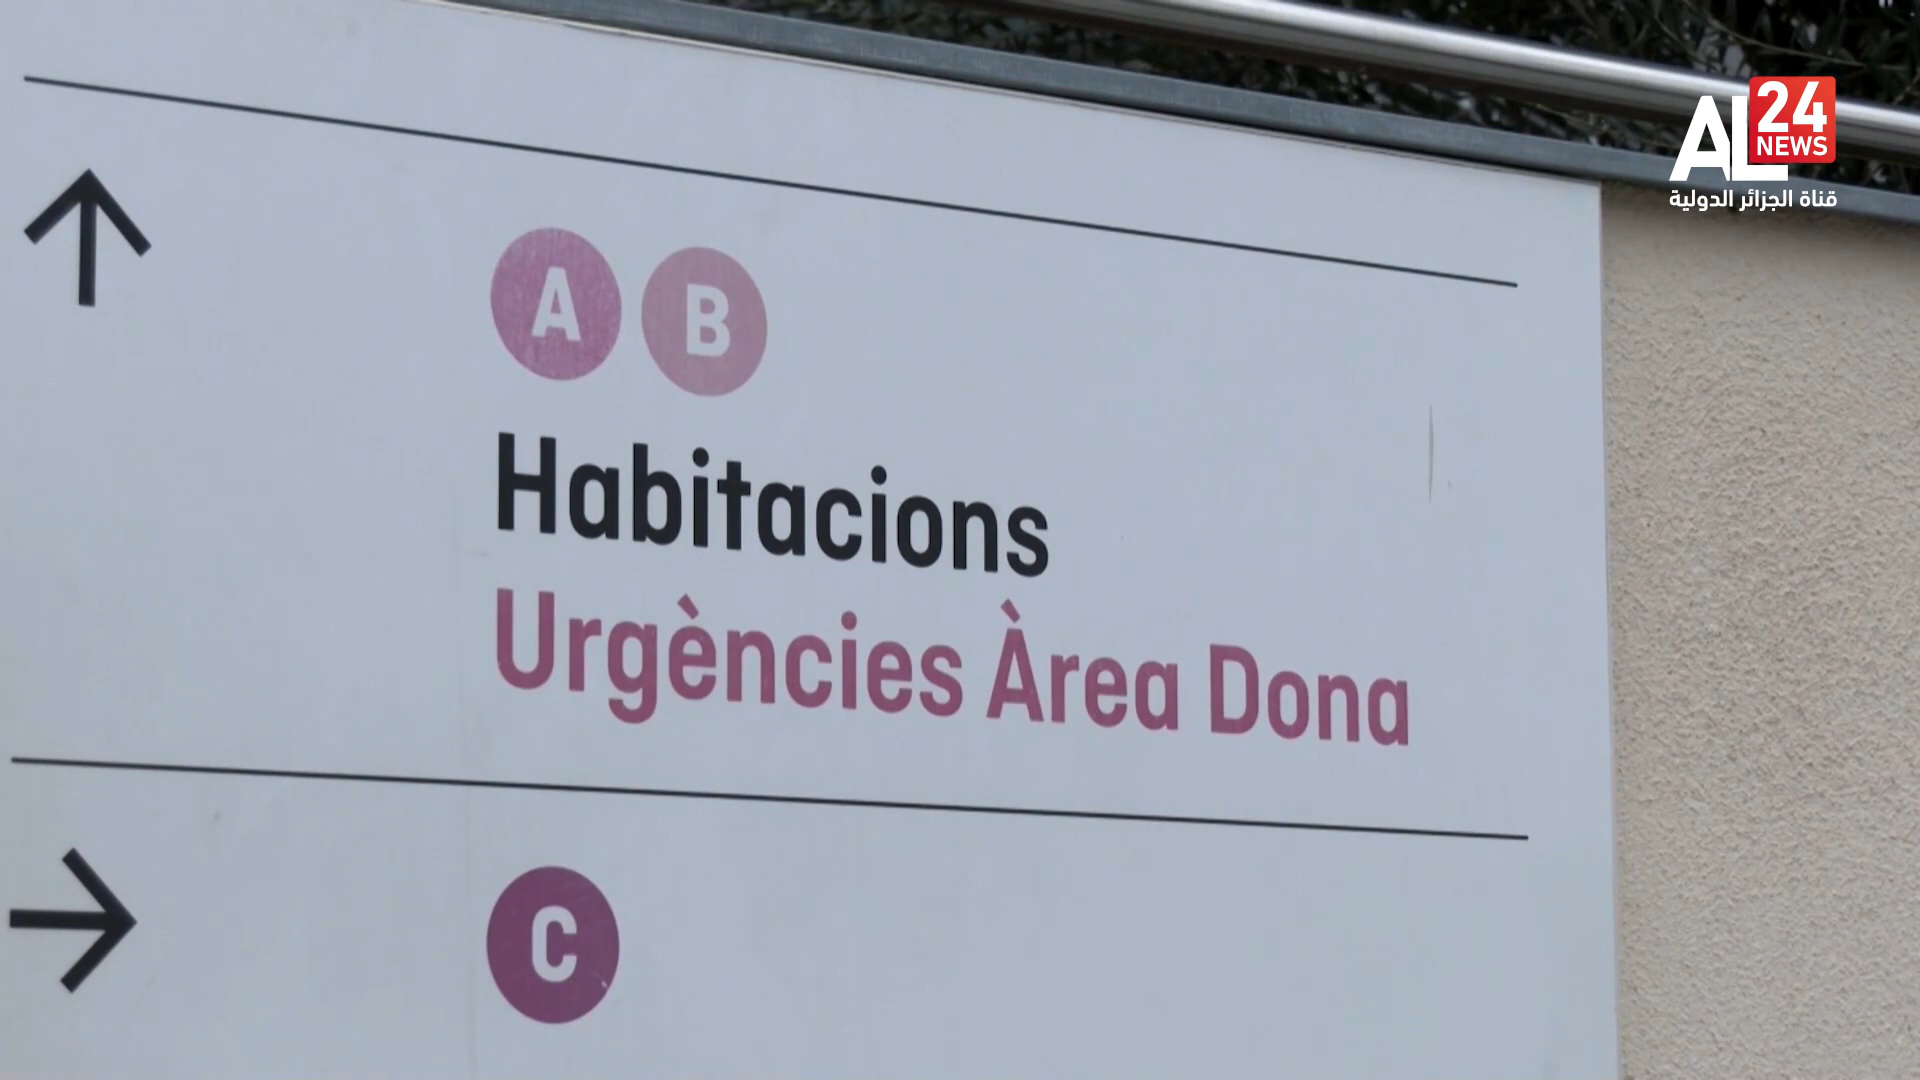 AL 24 NEWS
قناة الجزائر الدولية
A B
Habitacions
Urgències Àrea Dona
C